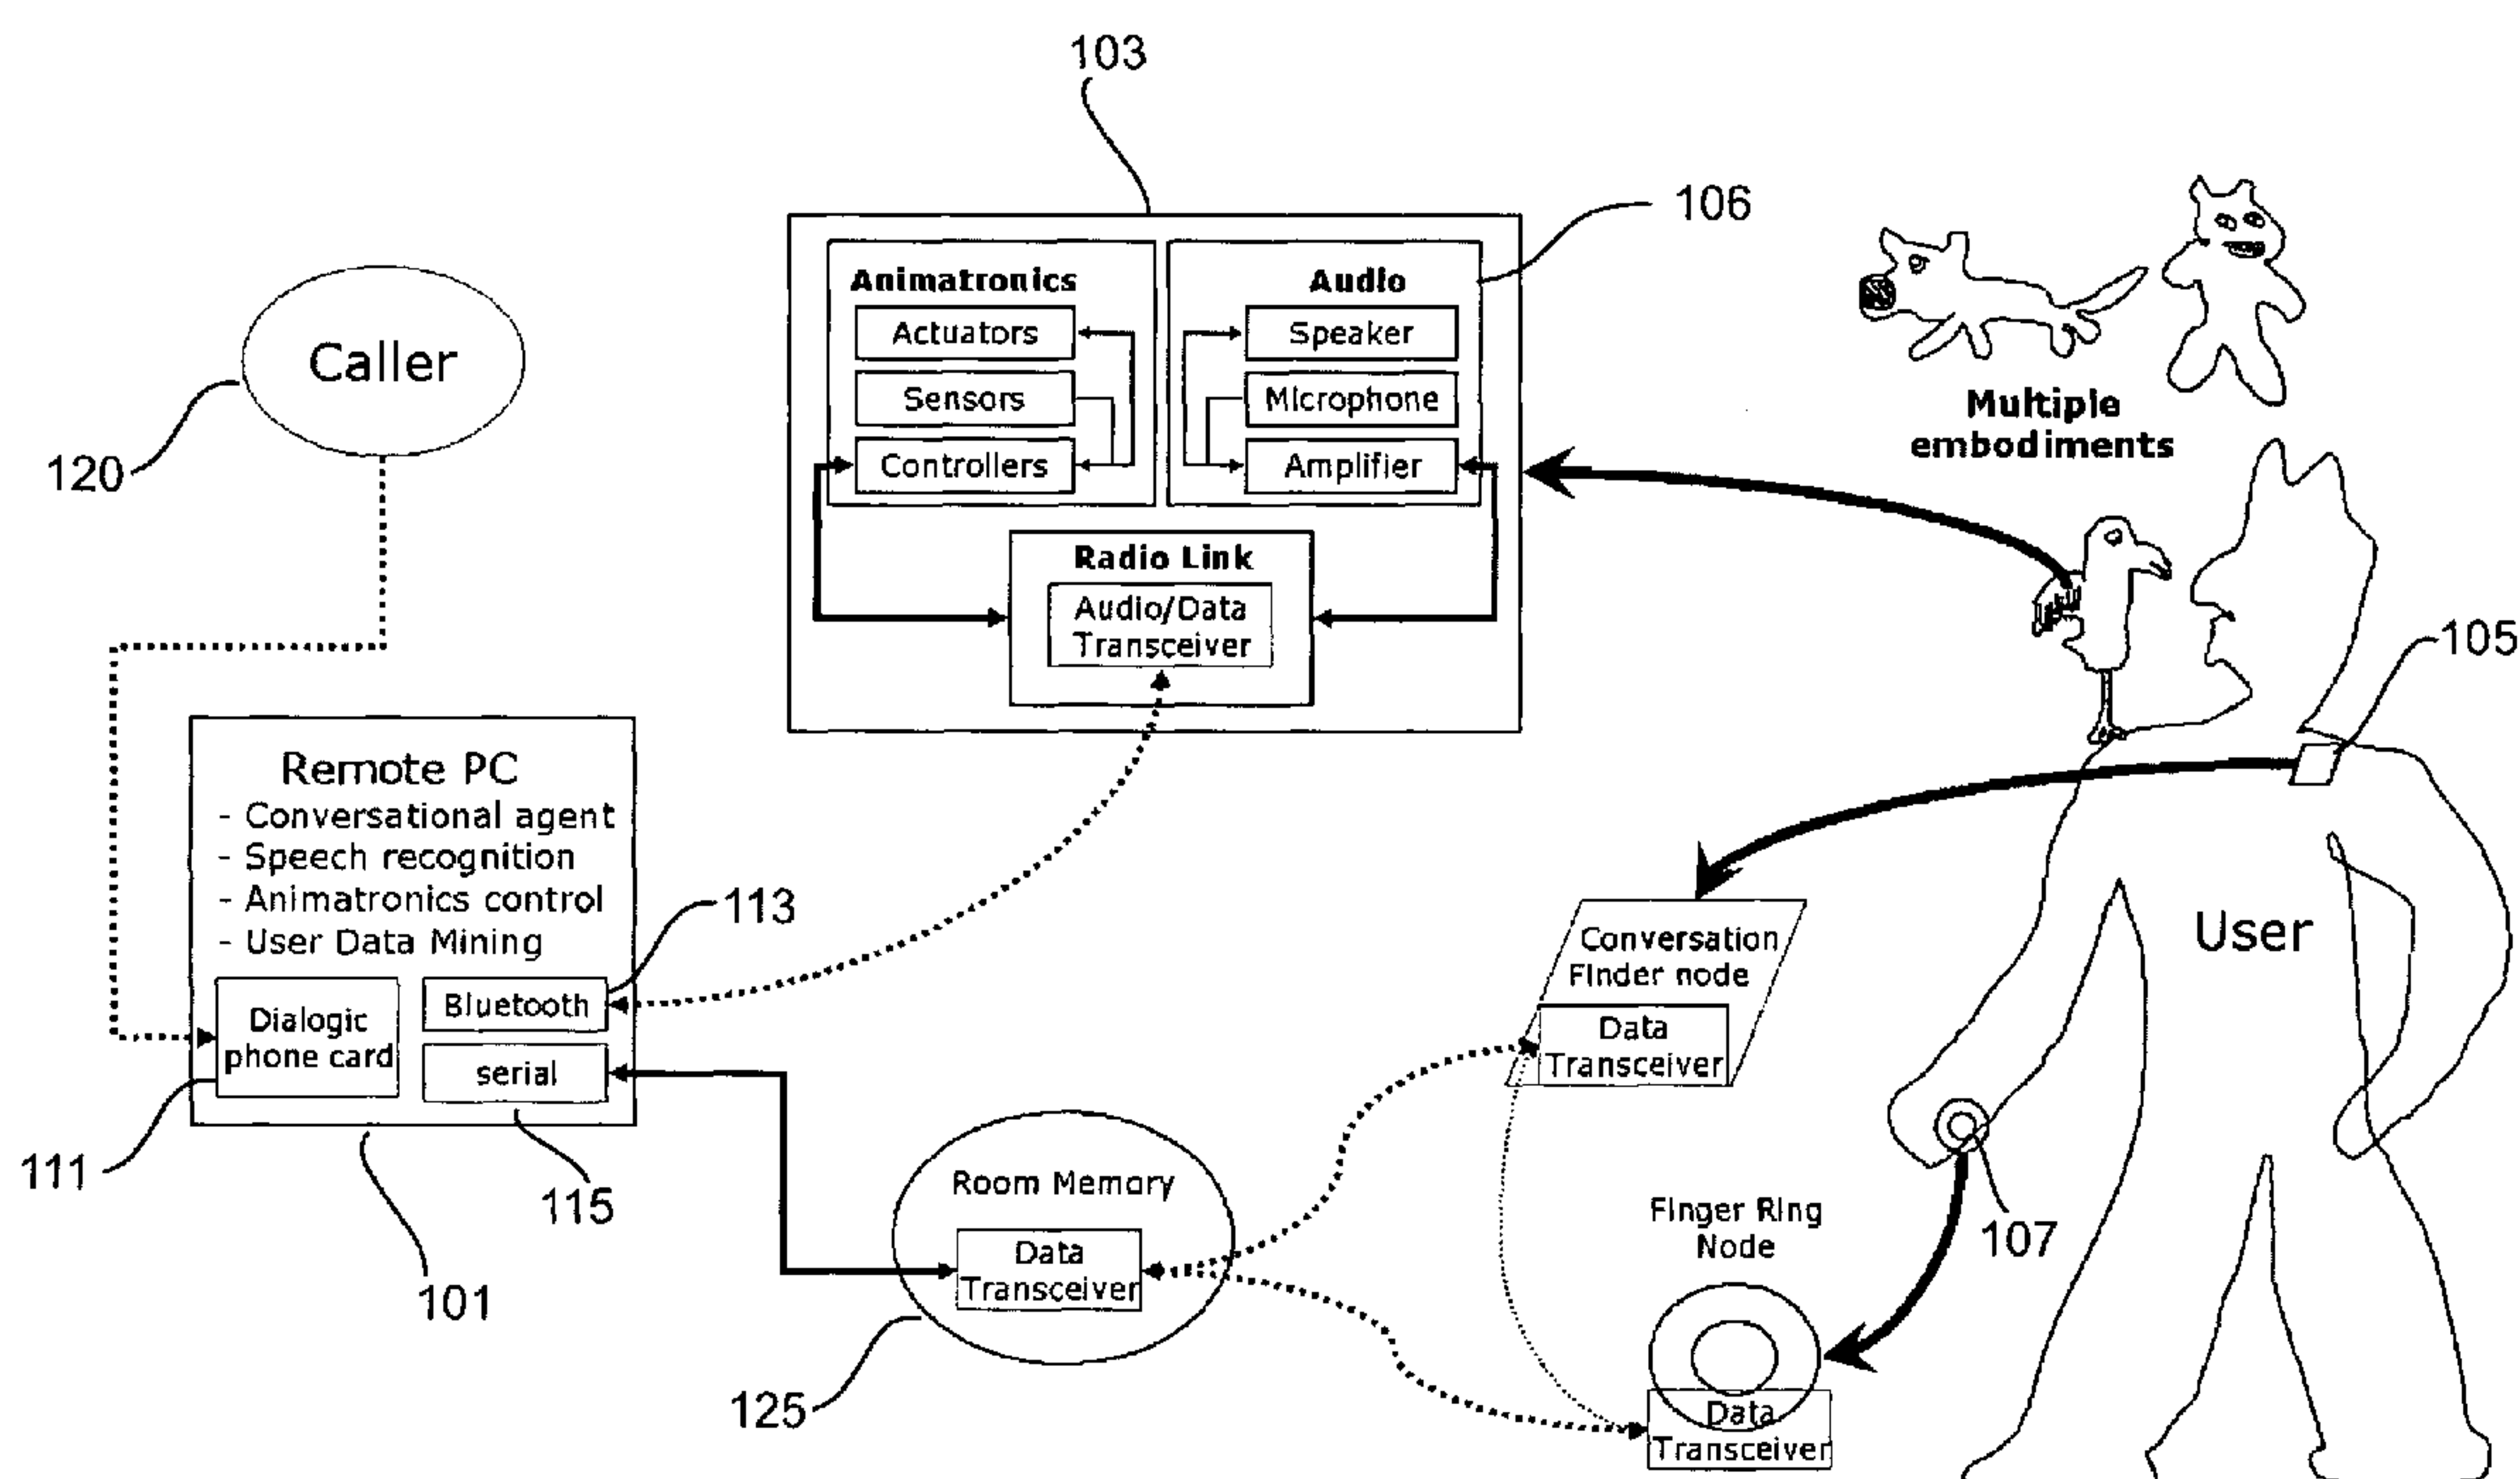 103
106
Animatronics
Actuators
Sensors
Controllers
Audio
Speaker
Microphone
Amplifier
Radio Link
Audio/Data
Transceiver
Caller
120
Multiple
embodiments
105
Remote PC
- Conversational agent
- Speech recognition
- Animatronics control
- User Data Mining
113
Dialogic
phone card
Bluetooth
serial
111
115
101
Conversation
Finder node
Data
Transceiver
User
Room Memory
Data
Transceiver
125
Finger Ring
Node
107
Data
Transceiver